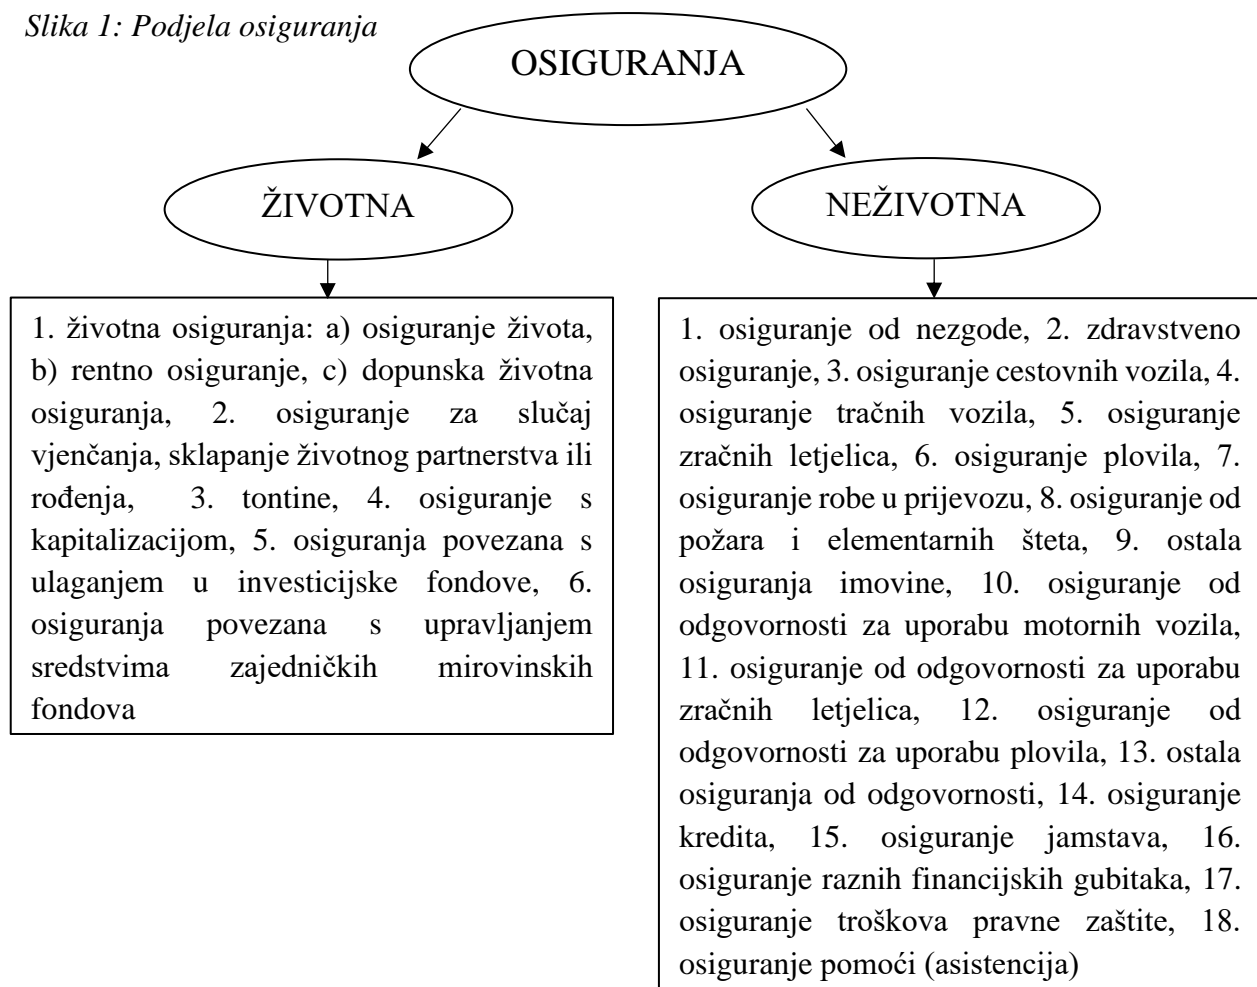 Slika 1: Podjela osiguranja
OSIGURANJA
ŽIVOTNA
NEŽIVOTNA
1. životna osiguranja: a) osiguranje života,
b) rentno osiguranje, c) dopunska životna
osiguranja, 2. osiguranje za slučaj
vjenčanja, sklapanje životnog partnerstva ili
rođenja, 3. tontine, 4. osiguranje s
kapitalizacijom, 5. osiguranja povezana s
ulaganjem u investicijske fondove, 6.
osiguranja povezana s upravljanjem
sredstvima zajedničkih mirovinskih
fondova
1. osiguranje od nezgode, 2. zdravstveno
osiguranje, 3. osiguranje cestovnih vozila, 4.
osiguranje tračnih vozila, 5. osiguranje
zračnih letjelica, 6. osiguranje plovila, 7.
osiguranje robe u prijevozu, 8. osiguranje od
požara i elementarnih šteta, 9. ostala
osiguranja imovine, 10. osiguranje od
odgovornosti za uporabu motornih vozila,
11. osiguranje od odgovornosti za uporabu
zračnih letjelica, 12. osiguranje od
odgovornosti za uporabu plovila, 13. ostala
osiguranja od odgovornosti, 14. osiguranje
kredita, 15. osiguranje jamstava, 16.
osiguranje raznih financijskih gubitaka, 17.
osiguranje troškova pravne zaštite, 18.
osiguranje pomoći (asistencija)